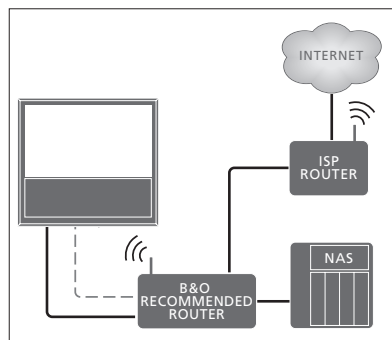 INTERNET
ISP
ROUTER
NAS
B&O
RECOMMENDED
ROUTER